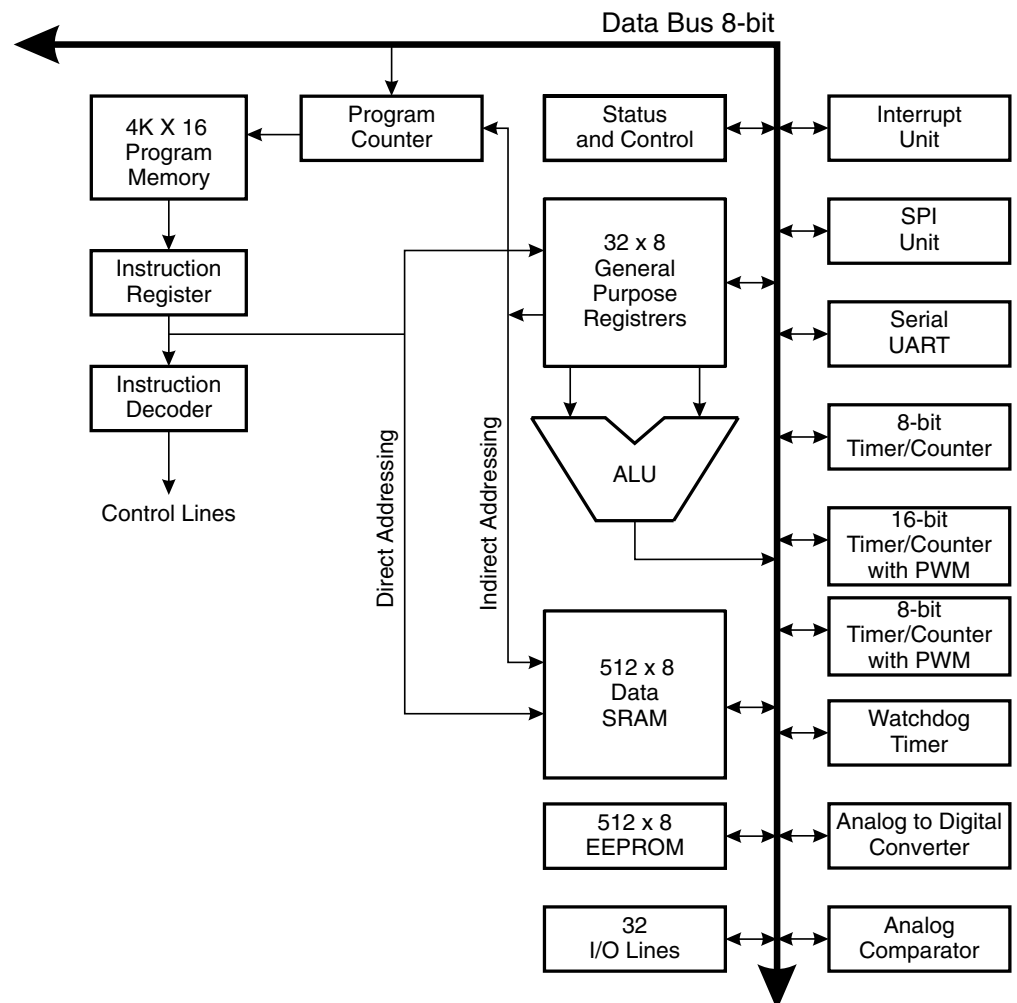 Data Bus 8-bit
4K X 16
Program
Memory
Program
Counter
Status
and Control
Interrupt
Unit
Instruction
Register
32 x 8
General
Purpose
Registrers
SPI
Unit
Serial
UART
Instruction
Decoder
8-bit
Timer/Counter
Control Lines
Direct Addressing
Indirect Addressing
ALU
16-bit
Timer/Counter
with PWM
8-bit
Timer/Counter
with PWM
512 x 8
Data
SRAM
Watchdog
Timer
512 x 8
EEPROM
Analog to Digital
Converter
32
I/O Lines
Analog
Comparator